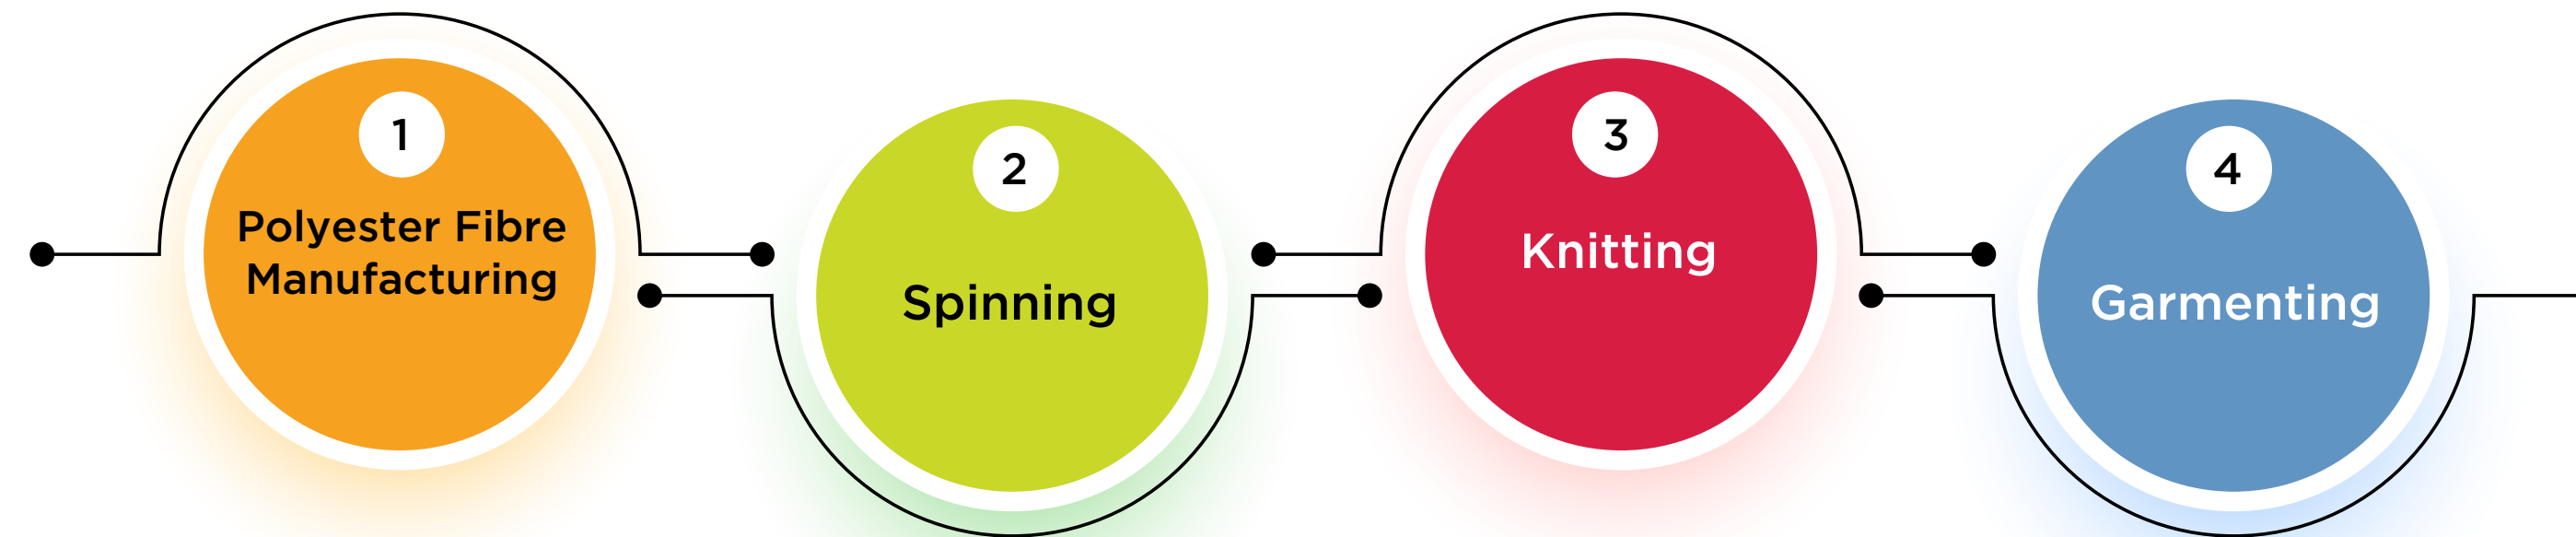 1
Polyester Fibre
Manufacturing
2
Spinning
3
Knitting
4
Garmenting